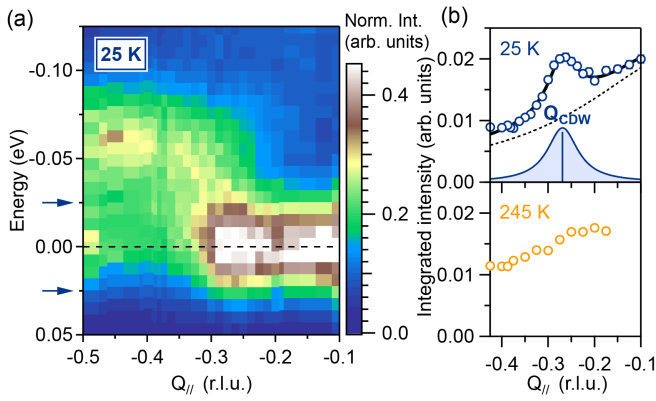 (a)
25 K
Norm. Int.
(arb. units)
-0.10
-0.05
0.00
0.05
Energy (eV)
-0.5 -0.4 -0.3 -0.2 -0.1
Q// (r.l.u.)
0.4
0.2
0.0
(b)
25 K
Qcdw
0.02
0.01
0.00
245 K
0.02
0.01
0.00
Integrated intensity (arb. units)
-0.4 -0.3 -0.2 -0.1
Q// (r.l.u.)